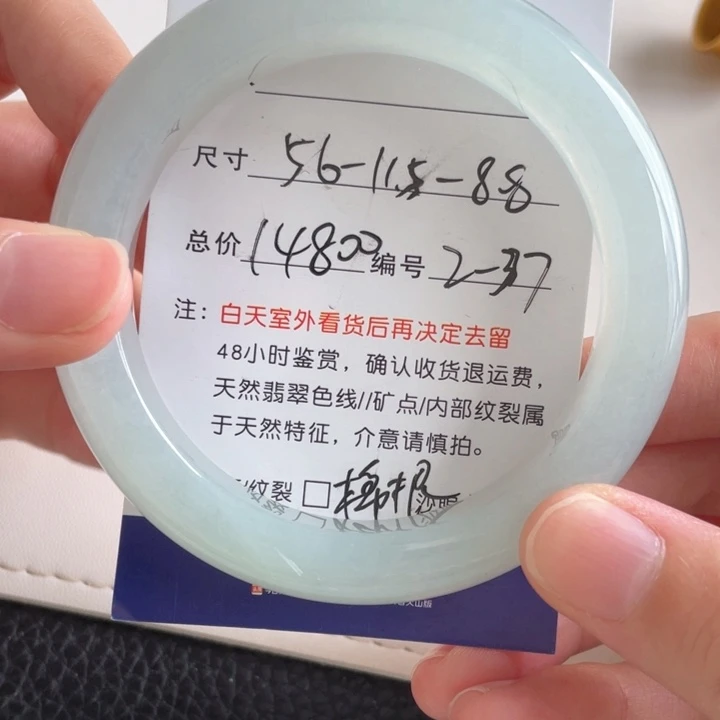 尺寸 56-11.5-8.8
总价 14800 编号 2-37
注：白天室外看货后再决定去留
48小时鉴赏，确认收货退运费，
天然翡翠色线//矿点/内部纹裂属
于天然特征，介意请慎拍。
/纹裂 □ 棉